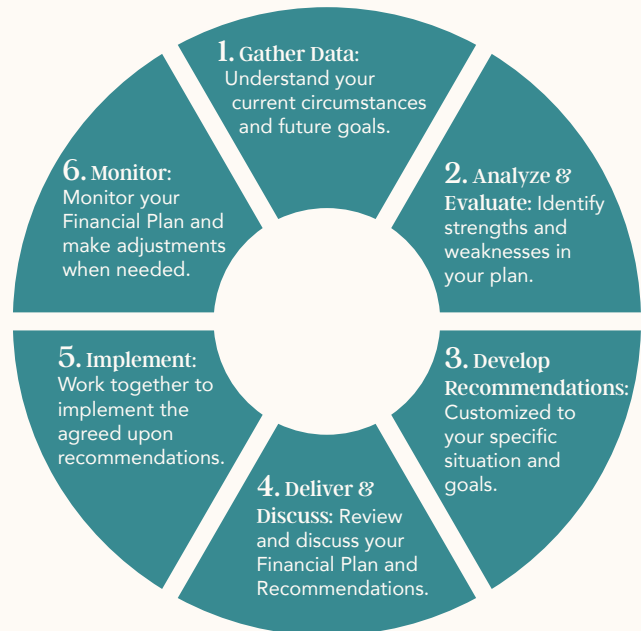 1. Gather Data:
Understand your
current circumstances
and future goals.
2. Analyze &
Evaluate: Identify
strengths and
weaknesses in
your plan.
3. Develop
Recommendations:
Customized to
your specific
situation and
goals.
4. Deliver &
Discuss: Review
and discuss your
Financial Plan and
Recommendations.
5. Implement:
Work together to
implement the
agreed upon
recommendations.
6. Monitor:
Monitor your
Financial Plan and
make adjustments
when needed.